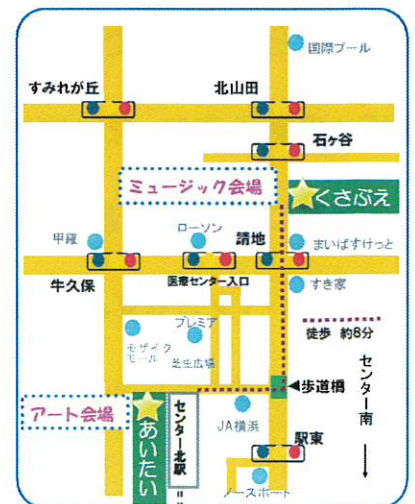 国際プール
すみれが丘
北山田
石ヶ谷
ミュージック会場
くさぶえ
甲羅
ローソン
請地
まいばすけっと
牛久保
医療センター入口
すき家
徒歩 約8分
プレミア
モザイクモール
芝生広場
センター南
歩道橋
アート会場
あいたい
センター北駅
JA横浜
駅東
ノースポート